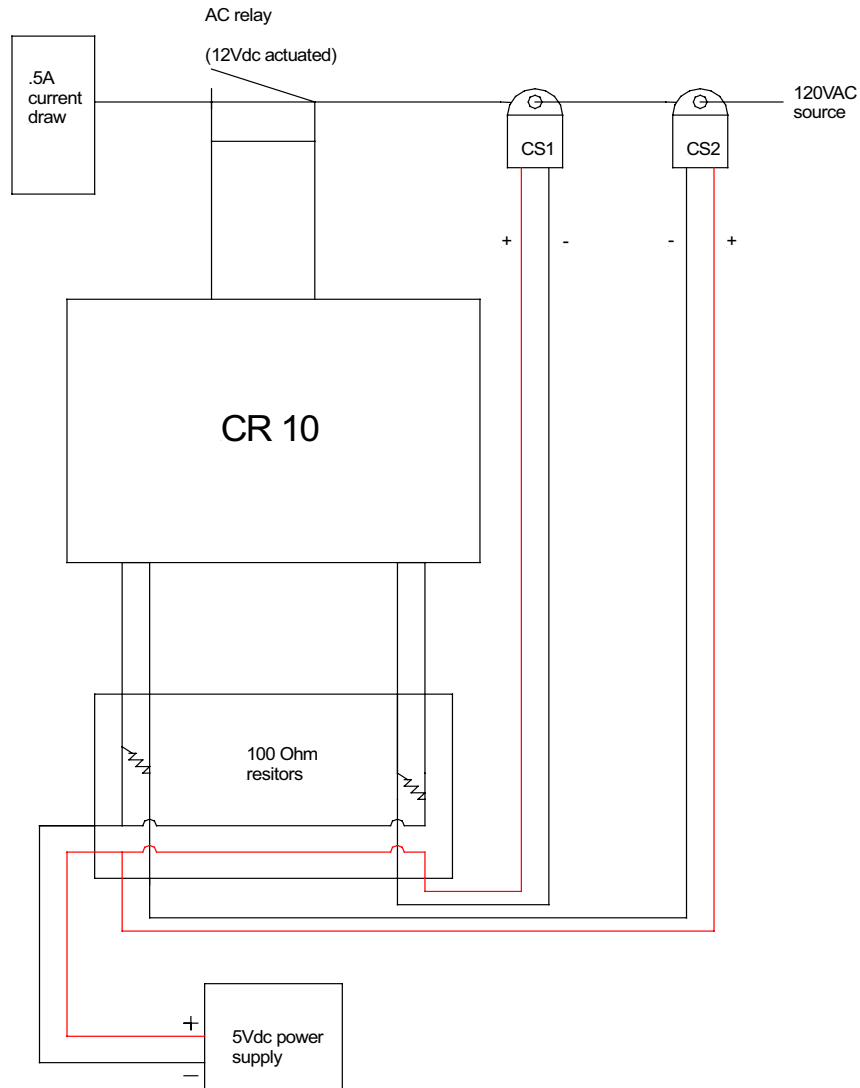 AC relay
(12Vdc actuated)
.5A
current
draw
120VAC
source
CS1
CS2
+
-
-
+
CR 10
100 Ohm
resitors
+
5Vdc power
supply
−